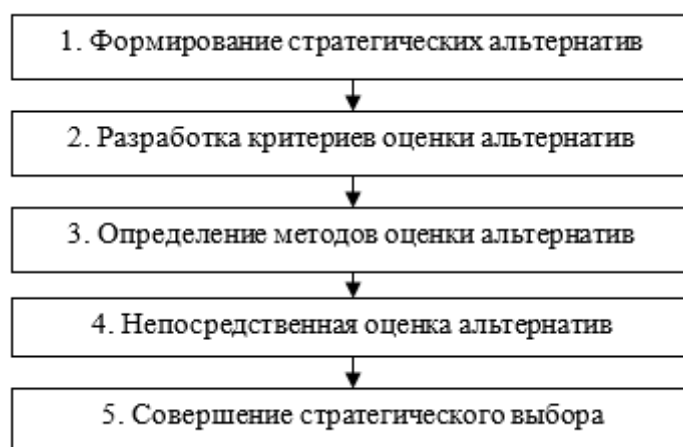 1. Формирование стратегических альтернатив
2. Разработка критериев оценки альтернатив
3. Определение методов оценки альтернатив
4. Непосредственная оценка альтернатив
5. Совершение стратегического выбора